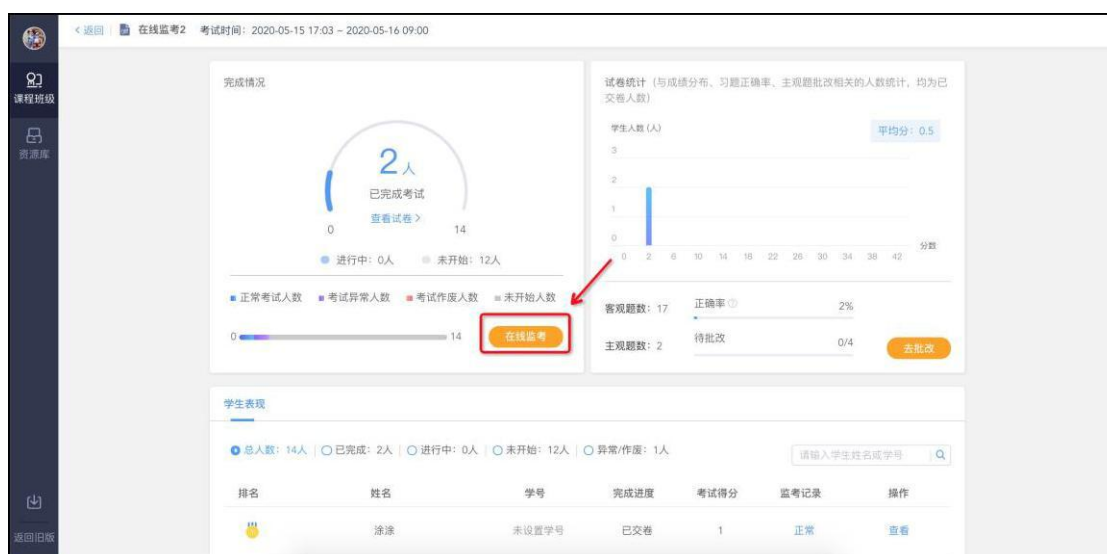 < 返回 在线监考2 考试时间: 2020-05-15 17:03 ~ 2020-05-16 09:00
课程班级
资源库
返回旧版
完成情况
2人
已完成考试
查看试卷 >
0 14
进行中: 0人 未开始: 12人
正常考试人数 考试异常人数 考试作废人数 未开始人数
0 14 在线监考
试卷统计 (与成绩分布、习题正确率、主观题批改相关的人数统计, 均为已
交卷人数)
学生人数 (人) 平均分: 0.5
3
2
1
0
分数
0 2 6 10 14 18 22 26 30 34 38 42
客观题数: 17 正确率 2%
主观题数: 2 待批改 0/4 去批改
学生表现
总人数: 14人 已完成: 2人 进行中: 0人 未开始: 12人 异常/作废: 1人 请输入学生姓名或学号
排名 姓名 学号 完成进度 考试得分 监考记录 操作
涂涂 未设置学号 已交卷 1 正常 查看